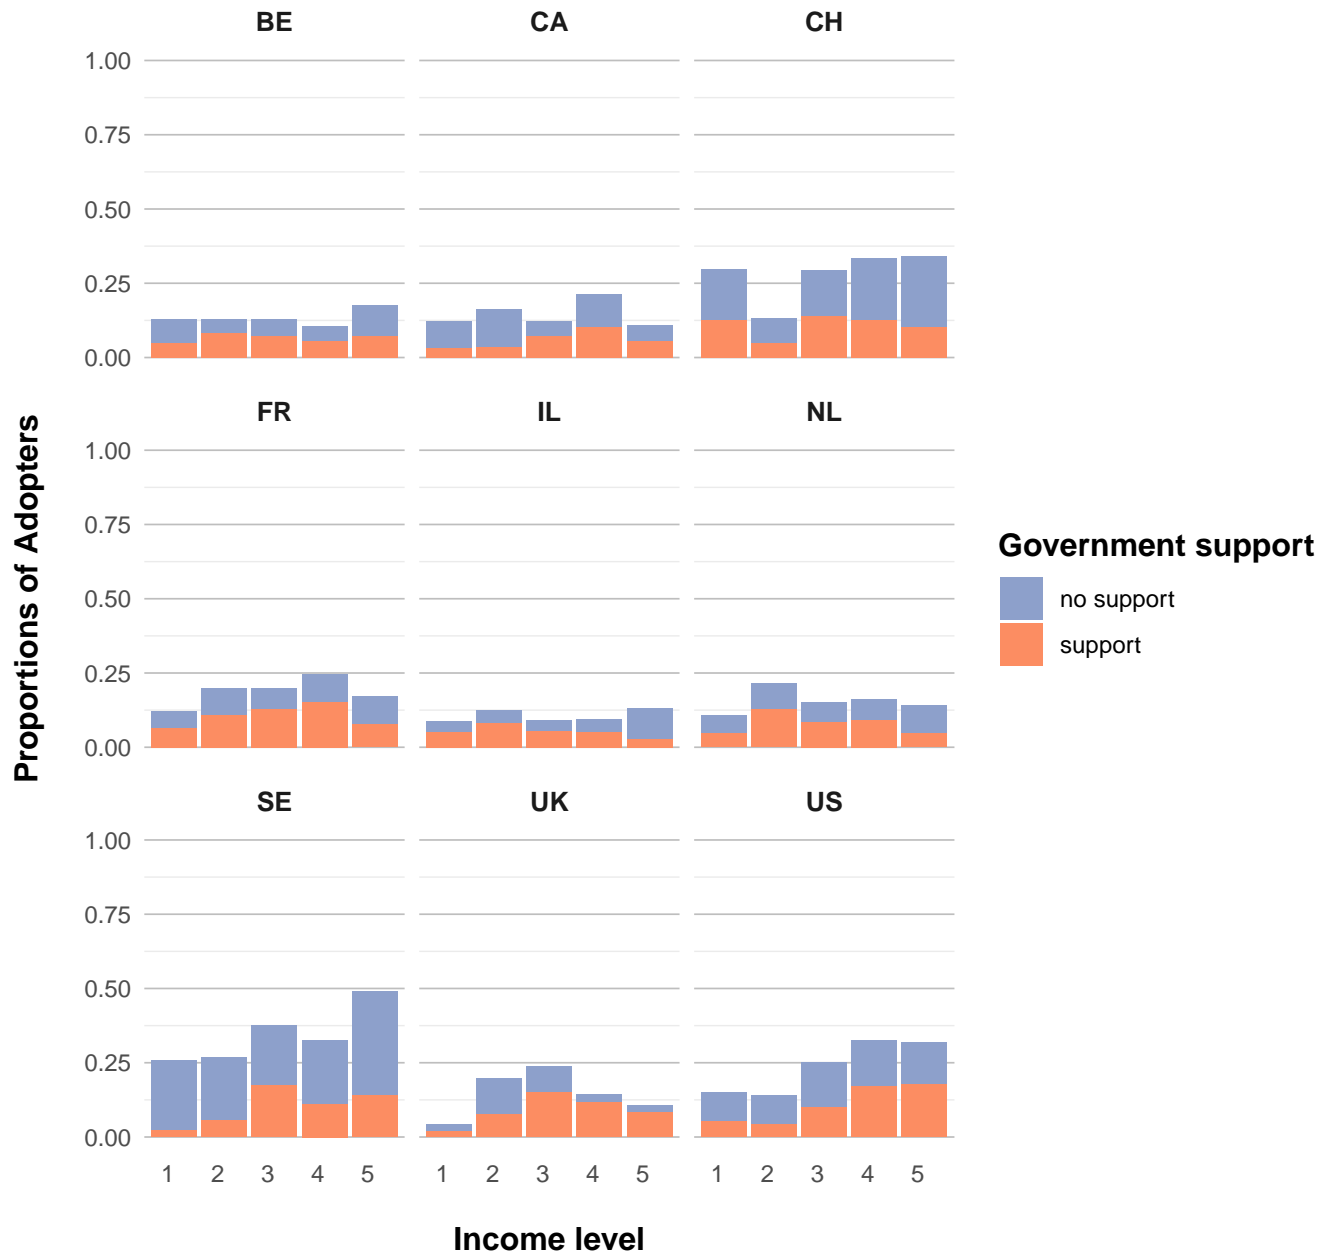 BE CA CH
1.00
0.75
0.50
0.25
0.00
FR IL NL
1.00
0.75
0.50
0.25
0.00
Proportions of Adopters
Government support
no support
support
SE UK US
1.00
0.75
0.50
0.25
0.00
1 2 3 4 5 1 2 3 4 5 1 2 3 4 5
Income level